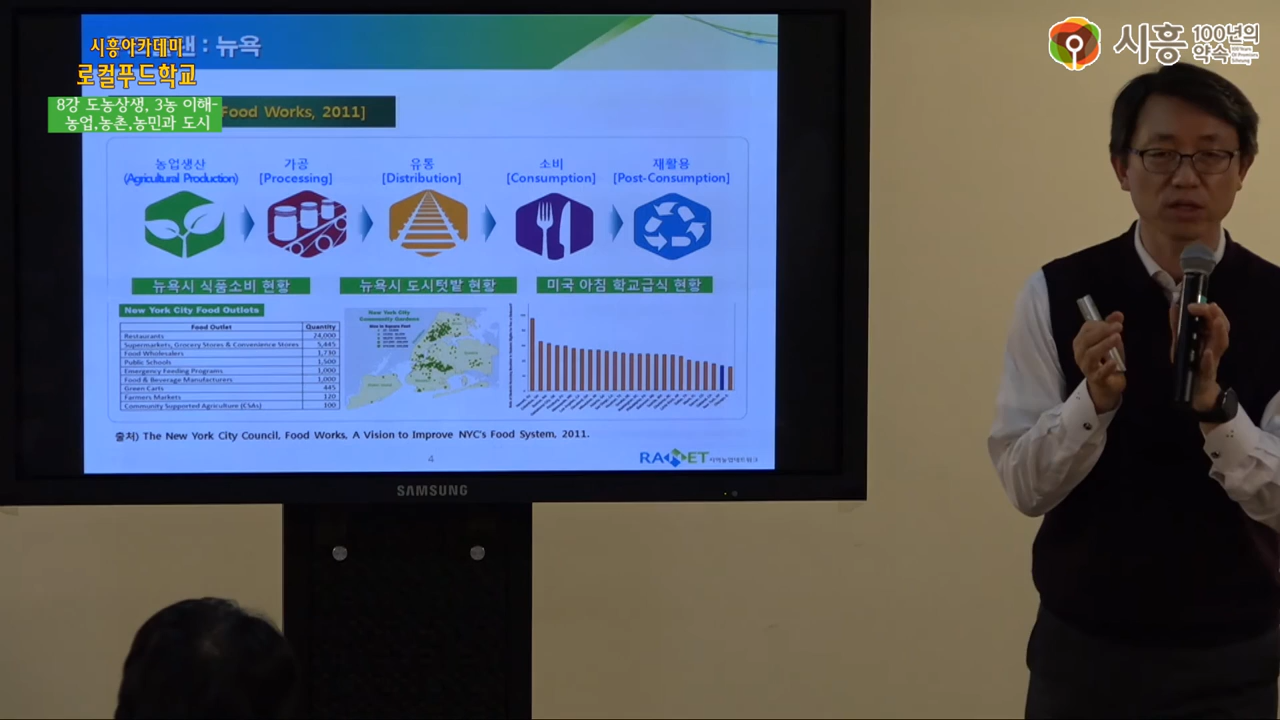 시흥아카데미
로컬푸드학교
8강 도농상생, 3농 이해-
농업,농촌,농민과 도시
시흥 100년의
약속
: 뉴욕
Food Works, 2011]
농업생산
(Agricultural Production)
가공
[Processing]
유통
[Distribution]
소비
[Consumption]
재활용
[Post-Consumption]
뉴욕시 식품소비 현황
뉴욕시 도시텃밭 현황
미국 아침 학교급식 현황
New York City Food Outlets
Food Outlet Quantity
Restaurants 24,000
Supermarkets, Grocery Stores & Convenience Stores 5,445
Food Wholesalers 1,730
Public Schools 1,500
Emergency Feeding Programs 1,000
Food & Beverage Manufacturers 1,000
Green Carts 445
Farmers Markets 120
Community Supported Agriculture (CSAs) 100
New York City
Community Gardens
Size in Square Feet
출처) The New York City Council, Food Works, A Vision to Improve NYC's Food System, 2011.
4
SAMSUNG